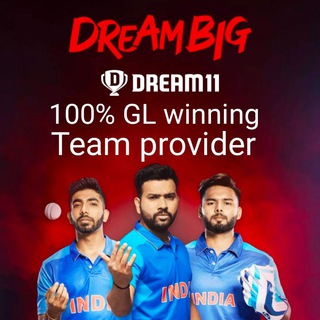 DREAM BIG
D DREAM11
100% GL winning
Team provider
INDIA
INDIA
INDIA